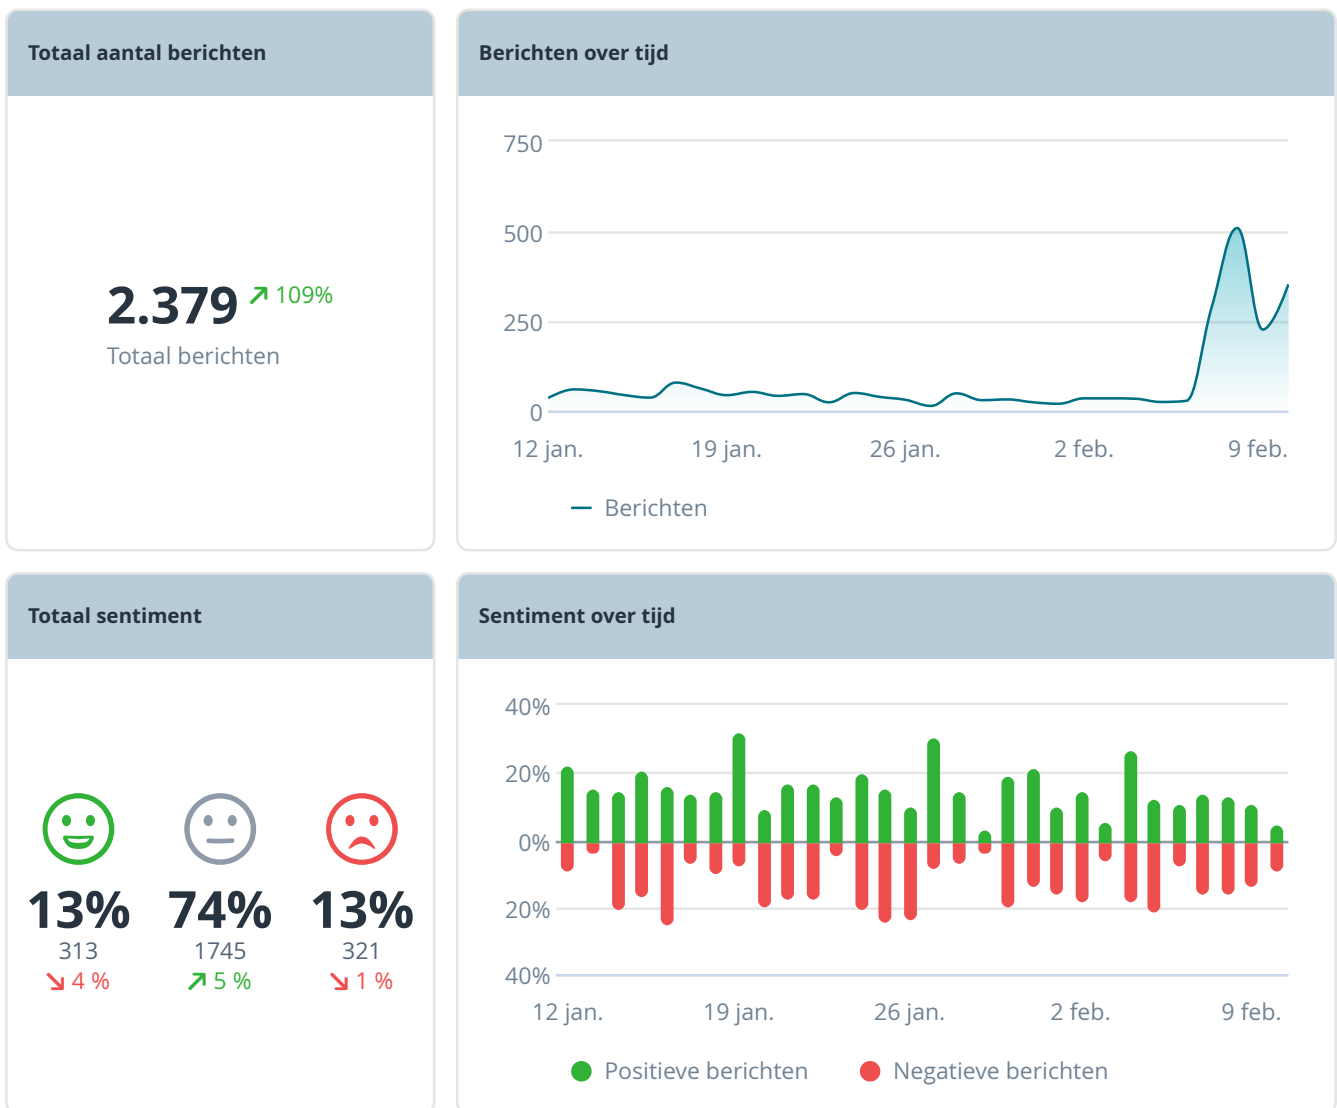 Totaal aantal berichten
2.379 109%
Totaal berichten
Berichten over tijd
750
500
250
0
12 jan. 19 jan. 26 jan. 2 feb. 9 feb.
Berichten
Totaal sentiment
13% 74% 13%
313 1745 321
4 % 5 % 1 %
Sentiment over tijd
40%
20%
0%
20%
40%
12 jan. 19 jan. 26 jan. 2 feb. 9 feb.
Positieve berichten Negatieve berichten